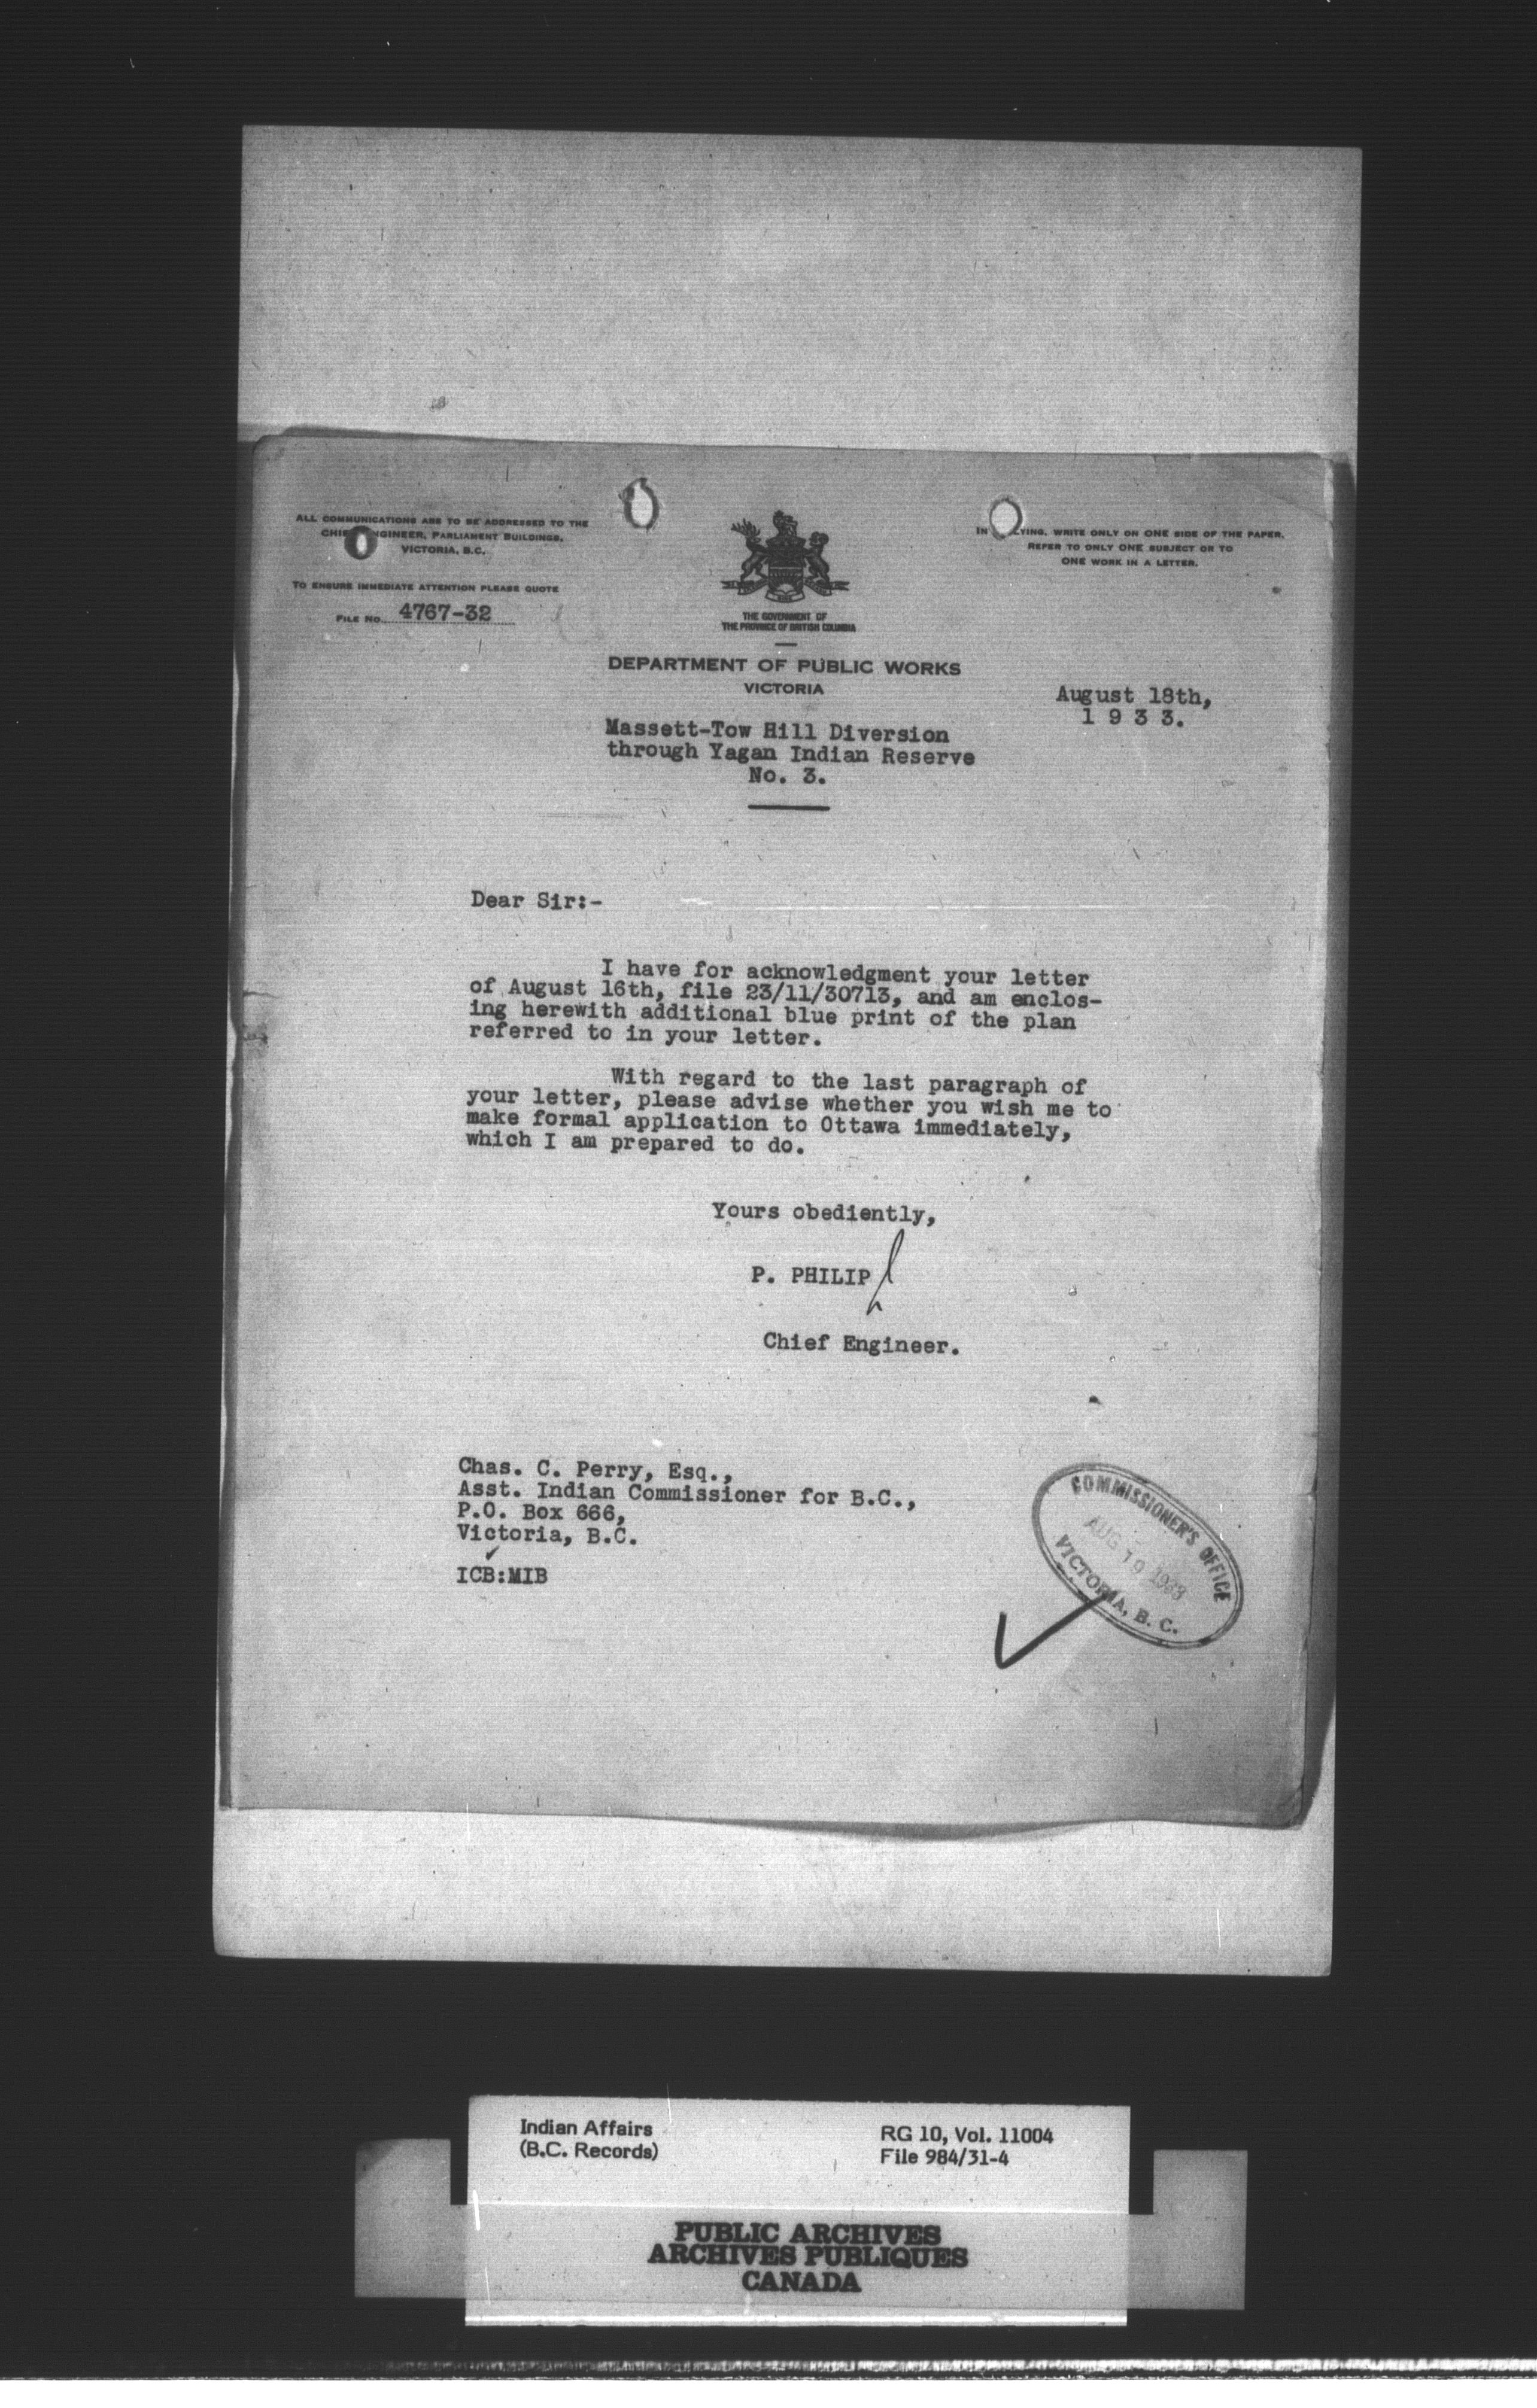 ALL COMMUNICATIONS ARE TO BE ADDRESSED TO THE
CHIEF ENGINEER, PARLIAMENT BUILDINGS,
VICTORIA, B.C.
TO ENSURE IMMEDIATE ATTENTION PLEASE QUOTE
FILE NO. 4767-32
THE GOVERNMENT OF
THE PROVINCE OF BRITISH COLUMBIA
IN REPLYING, WRITE ONLY ON ONE SIDE OF THE PAPER.
REFER TO ONLY ONE SUBJECT OR TO
ONE WORK IN A LETTER.
DEPARTMENT OF PUBLIC WORKS
VICTORIA
August 18th,
1 9 3 3.
Massett-Tow Hill Diversion
through Yagan Indian Reserve
No. 3.
Dear Sir:-
I have for acknowledgment your letter
of August 16th, file 23/11/30713, and am enclos-
ing herewith additional blue print of the plan
referred to in your letter.
With regard to the last paragraph of
your letter, please advise whether you wish me to
make formal application to Ottawa immediately,
which I am prepared to do.
Yours obediently,
P. PHILIP
Chief Engineer.
Chas. C. Perry, Esq.,
Asst. Indian Commissioner for B.C.,
P.O. Box 666,
Victoria, B.C.
ICB:MIB
COMMISSIONER'S OFFICE
AUG 19 1933
VICTORIA, B. C.
Indian Affairs
(B.C. Records)
RG 10, Vol. 11004
File 984/31-4
PUBLIC ARCHIVES
ARCHIVES PUBLIQUES
CANADA